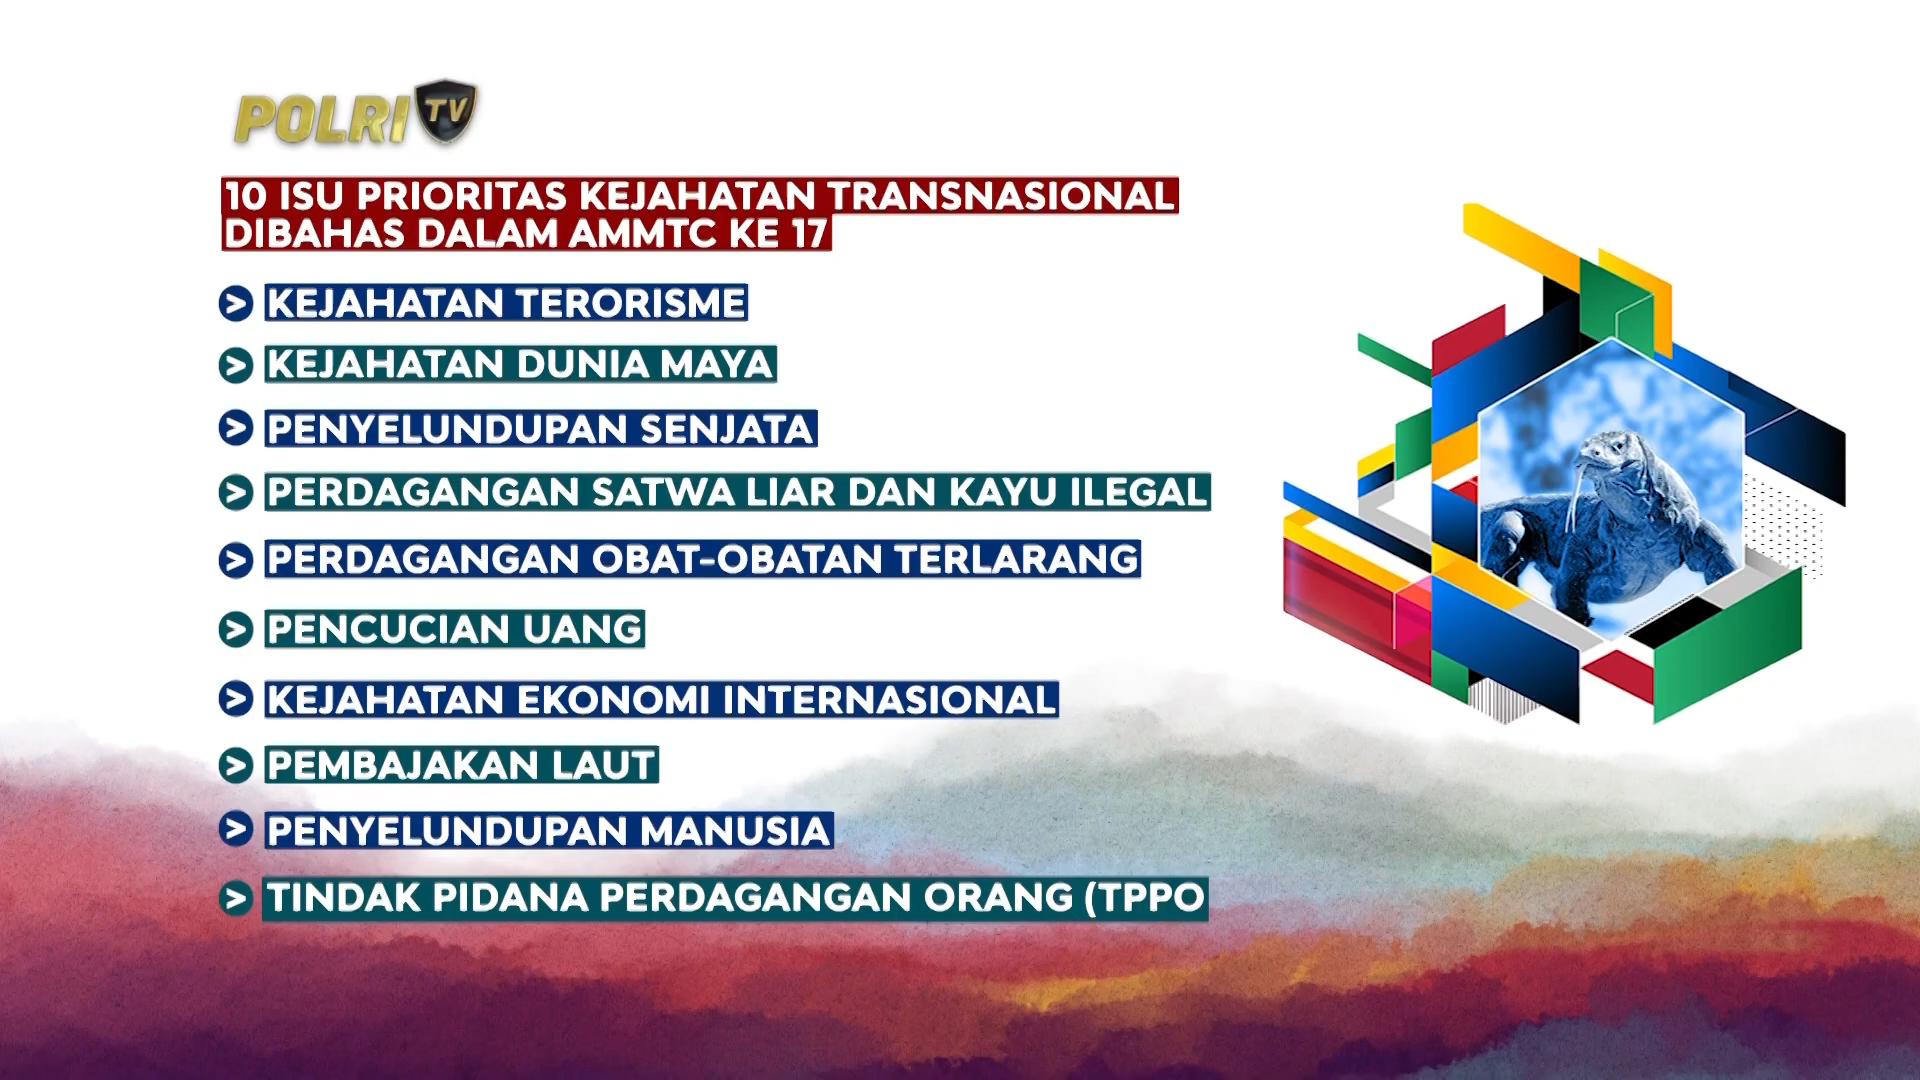 POLRI TV
10 ISU PRIORITAS KEJAHATAN TRANSNASIONAL
DIBAHAS DALAM AMMTC KE 17
> KEJAHATAN TERORISME
> KEJAHATAN DUNIA MAYA
> PENYELUNDUPAN SENJATA
> PERDAGANGAN SATWA LIAR DAN KAYU ILEGAL
> PERDAGANGAN OBAT-OBATAN TERLARANG
> PENCUCIAN UANG
> KEJAHATAN EKONOMI INTERNASIONAL
> PEMBAJAKAN LAUT
> PENYELUNDUPAN MANUSIA
> TINDAK PIDANA PERDAGANGAN ORANG (TPPO